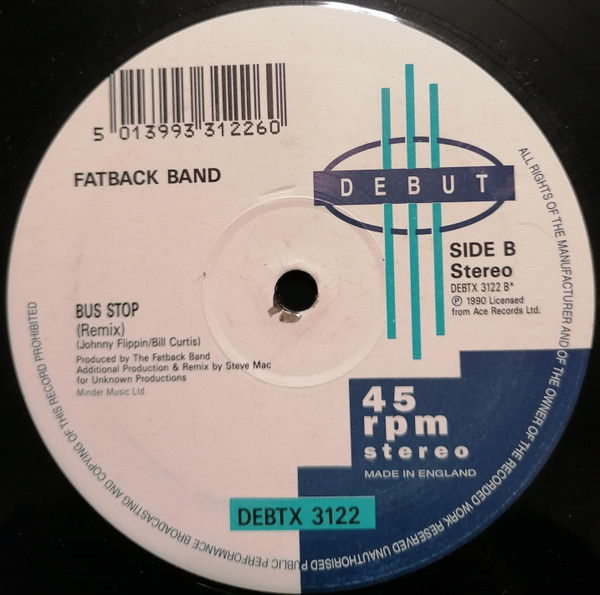 5 013993 312260
FATBACK BAND
DEBUT
SIDE B
Stereo
DEBTX 3122 B*
℗ 1990 Licensed
from Ace Records Ltd.
BUS STOP
(Remix)
(Johnny Flippin/Bill Curtis)
Produced by The Fatback Band
Additional Production & Remix by Steve Mac
for Unknown Productions
Minder Music Ltd.
45
rpm
stereo
MADE IN ENGLAND
DEBTX 3122
ALL RIGHTS OF THE MANUFACTURER AND OF THE OWNER OF THE RECORDED WORK RESERVED UNAUTHORISED PUBLIC PERFORMANCE BROADCASTING AND COPYING OF THIS RECORD PROHIBITED